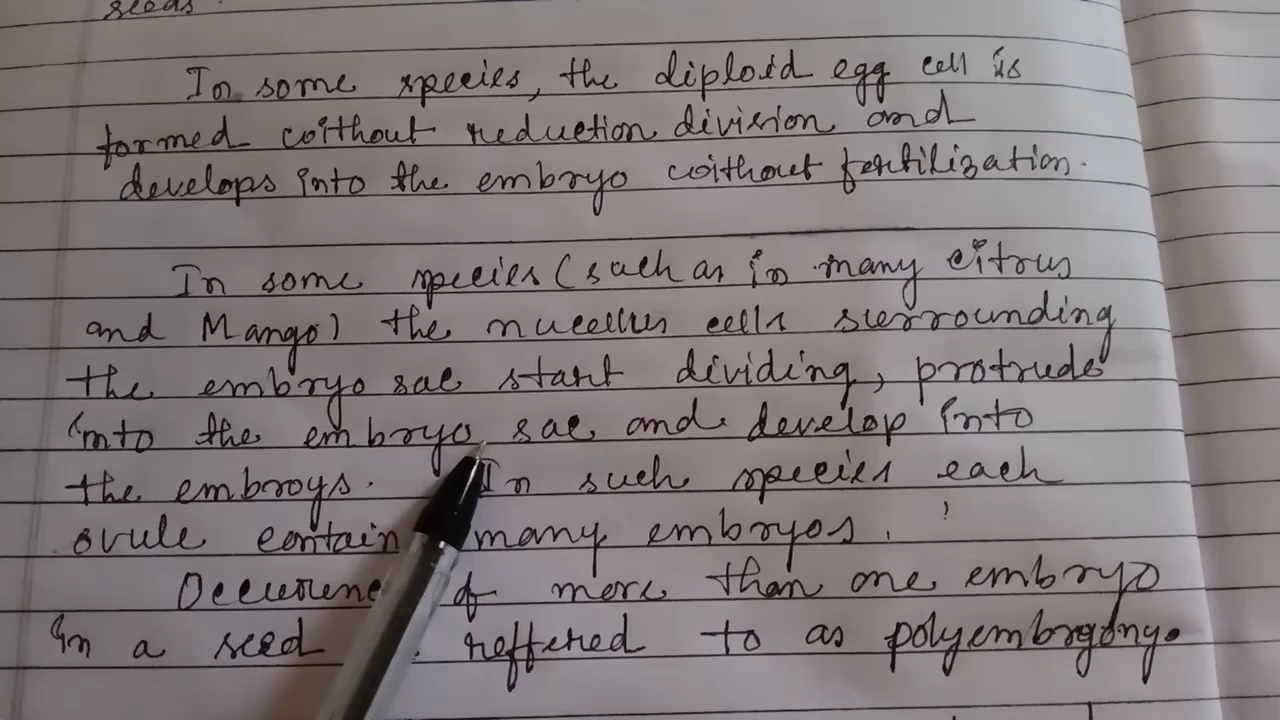 seeds.
In some species, the diploid egg cell is
formed without reduction division and
develops into the embryo without fertilization.
In some species (such as in many citrus
and Mango) the nucellus cells surrounding
the embryo sac start dividing, protrude
into the embryo sac and develop into
the embroys. In such species each
ovule contain many embryos.
of more than one embryo
in a seed reffered to as polyembryony.